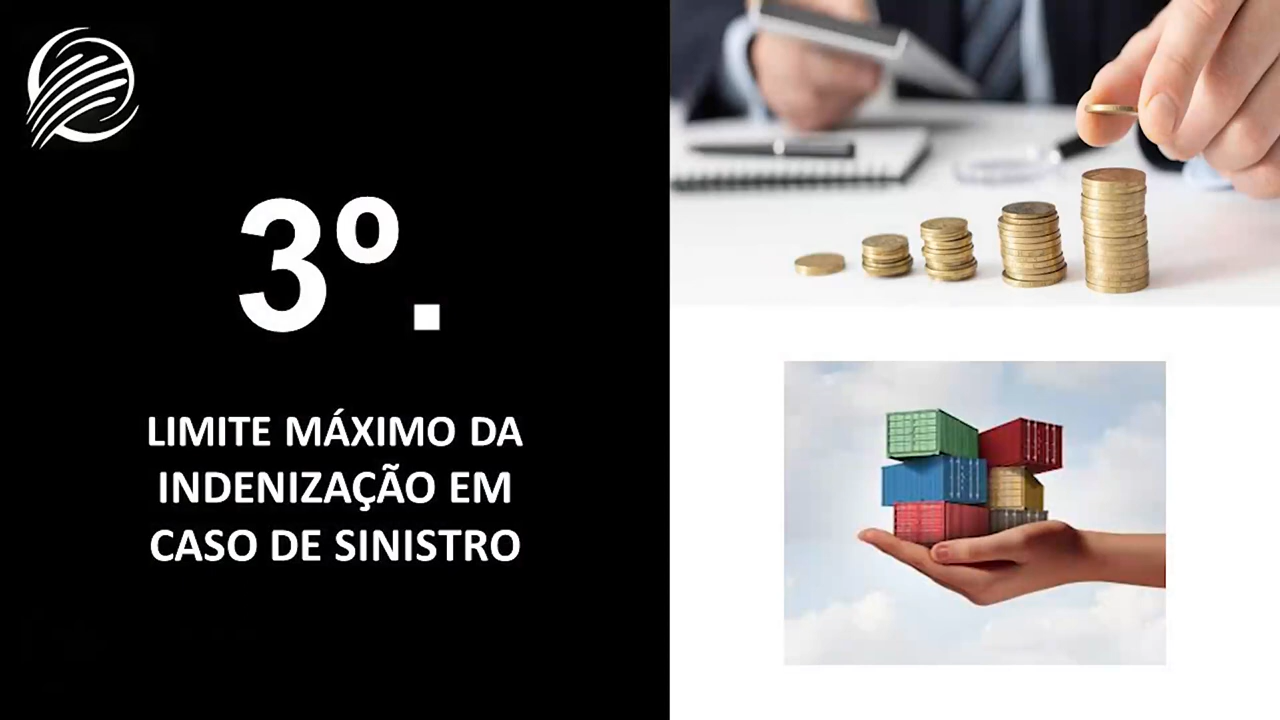 3º.
LIMITE MÁXIMO DA
INDENIZAÇÃO EM
CASO DE SINISTRO